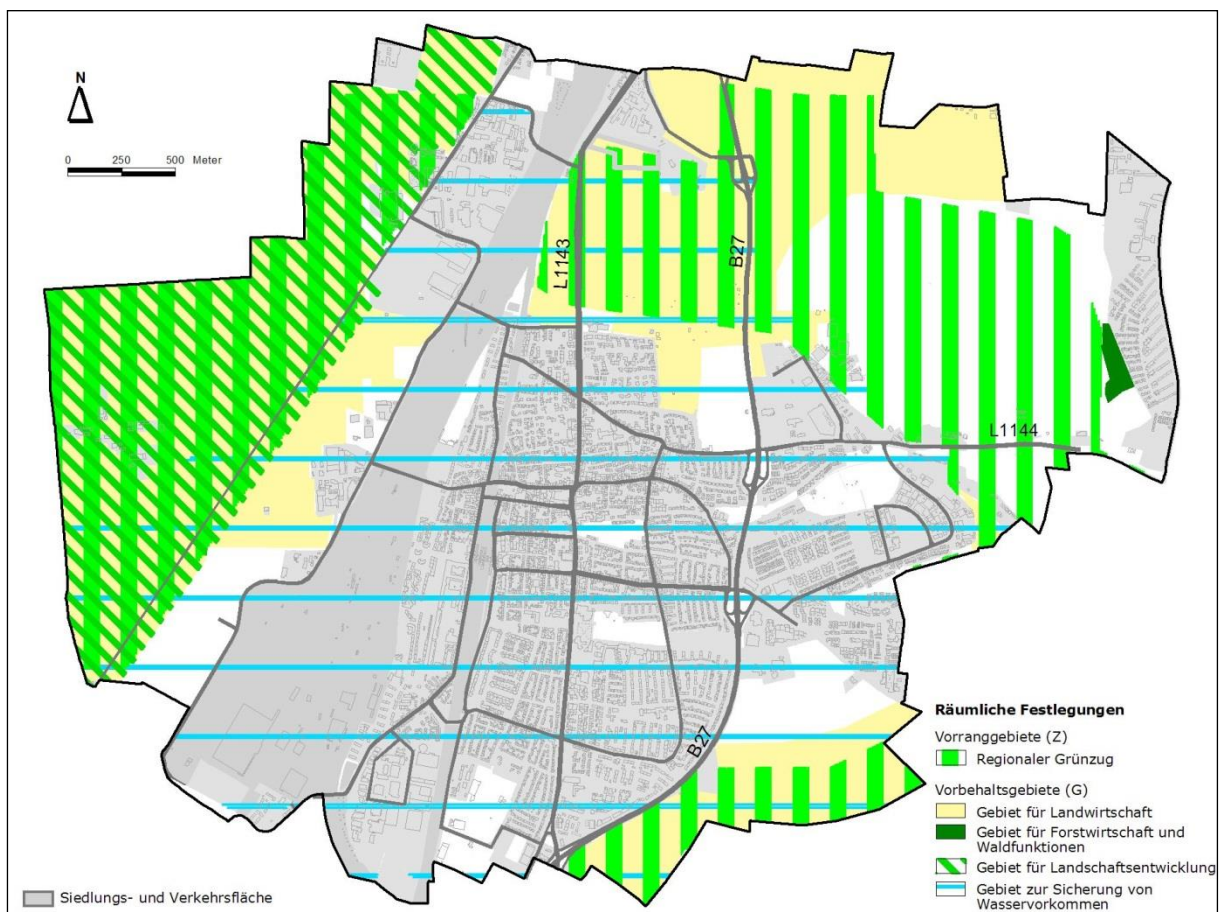 N
0 250 500 Meter
L1143
B27
L1144
B27
Räumliche Festlegungen
Vorranggebiete (Z)
Regionaler Grünzug
Vorbehaltsgebiete (G)
Gebiet für Landwirtschaft
Gebiet für Forstwirtschaft und
Waldfunktionen
Gebiet für Landschaftsentwicklung
Gebiet zur Sicherung von
Wasservorkommen
Siedlungs- und Verkehrsfläche